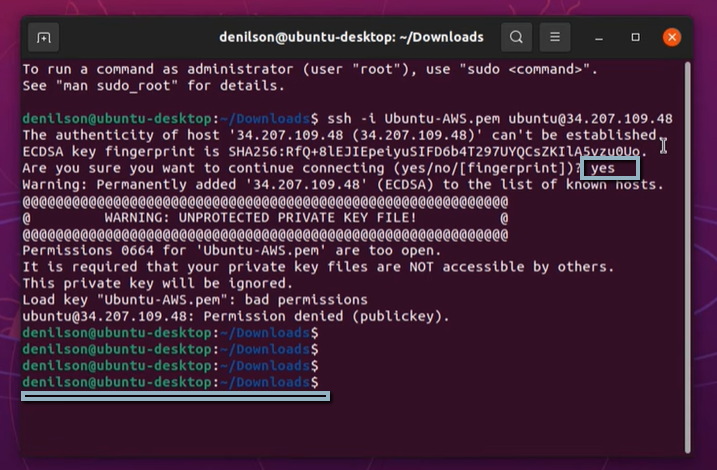 denilson@ubuntu-desktop: ~/Downloads
To run a command as administrator (user "root"), use "sudo <command>".
See "man sudo_root" for details.
denilson@ubuntu-desktop:~/Downloads$ ssh -i Ubuntu-AWS.pem ubuntu@34.207.109.48
The authenticity of host '34.207.109.48 (34.207.109.48)' can't be established.
ECDSA key fingerprint is SHA256:RfQ+8lEJIEpeiyuSIFD6b4T297UYQCsZKIlA5yzu0Uo.
Are you sure you want to continue connecting (yes/no/[fingerprint])? yes
Warning: Permanently added '34.207.109.48' (ECDSA) to the list of known hosts.
@@@@@@@@@@@@@@@@@@@@@@@@@@@@@@@@@@@@@@@@@@@@@@@@@@@@@@@@@@@
@         WARNING: UNPROTECTED PRIVATE KEY FILE!          @
@@@@@@@@@@@@@@@@@@@@@@@@@@@@@@@@@@@@@@@@@@@@@@@@@@@@@@@@@@@
Permissions 0664 for 'Ubuntu-AWS.pem' are too open.
It is required that your private key files are NOT accessible by others.
This private key will be ignored.
Load key "Ubuntu-AWS.pem": bad permissions
ubuntu@34.207.109.48: Permission denied (publickey).
denilson@ubuntu-desktop:~/Downloads$
denilson@ubuntu-desktop:~/Downloads$
denilson@ubuntu-desktop:~/Downloads$
denilson@ubuntu-desktop:~/Downloads$